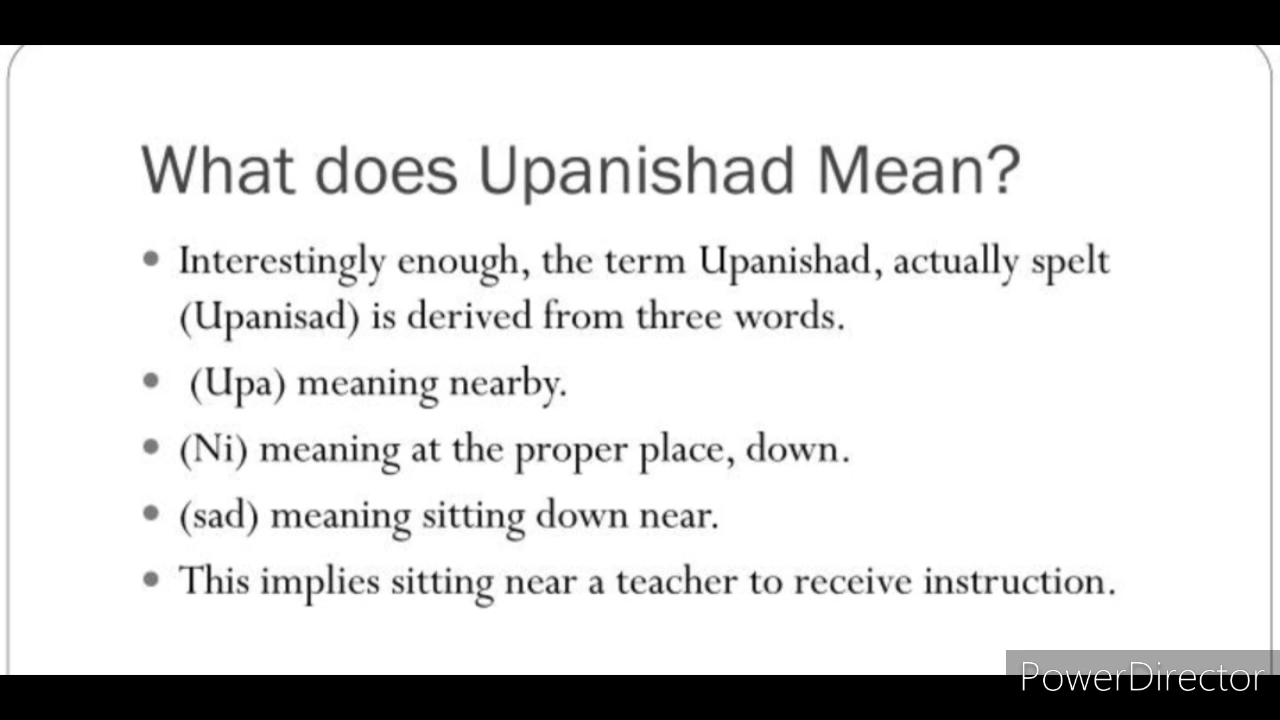 What does Upanishad Mean?
• Interestingly enough, the term Upanishad, actually spelt
(Upanisad) is derived from three words.
• (Upa) meaning nearby.
• (Ni) meaning at the proper place, down.
• (sad) meaning sitting down near.
• This implies sitting near a teacher to receive instruction.
PowerDirector